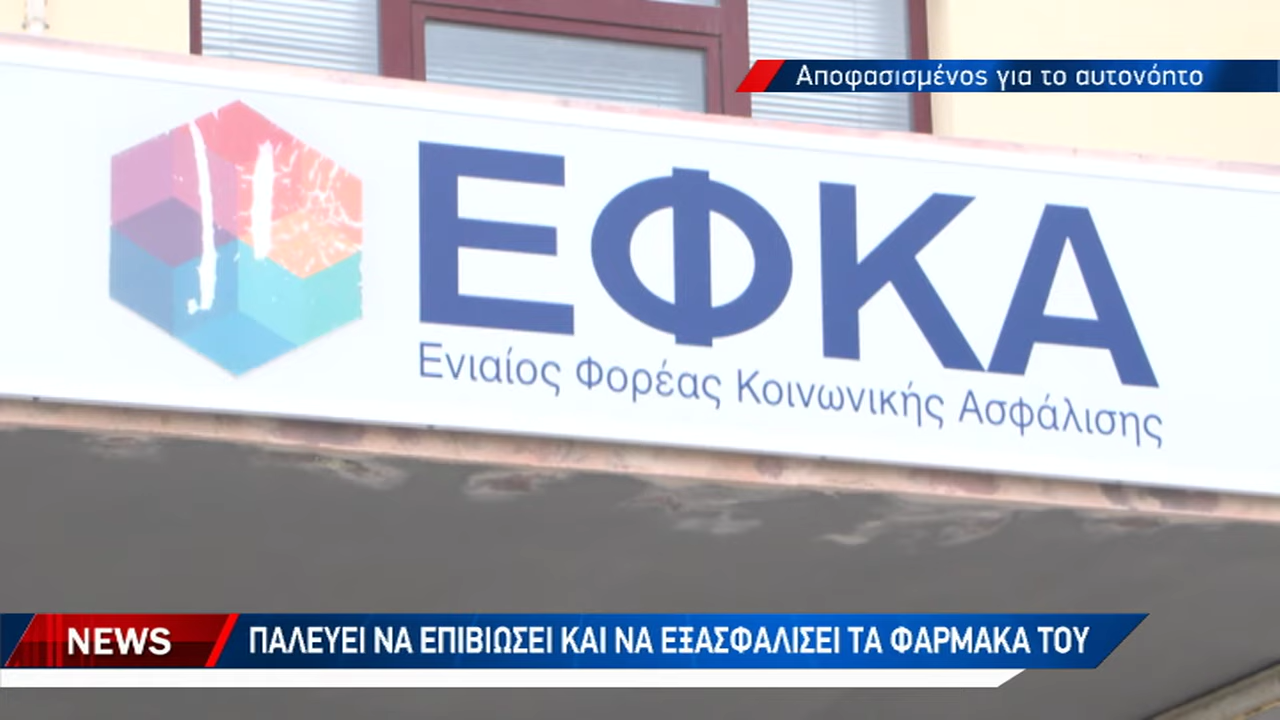 Αποφασισμένος για το αυτονόητο
ΕΦΚΑ
Ενιαίος Φορέας Κοινωνικής Ασφάλισης
NEWS
ΠΑΛΕΥΕΙ ΝΑ ΕΠΙΒΙΩΣΕΙ ΚΑΙ ΝΑ ΕΞΑΣΦΑΛΙΣΕΙ ΤΑ ΦΑΡΜΑΚΑ ΤΟΥ